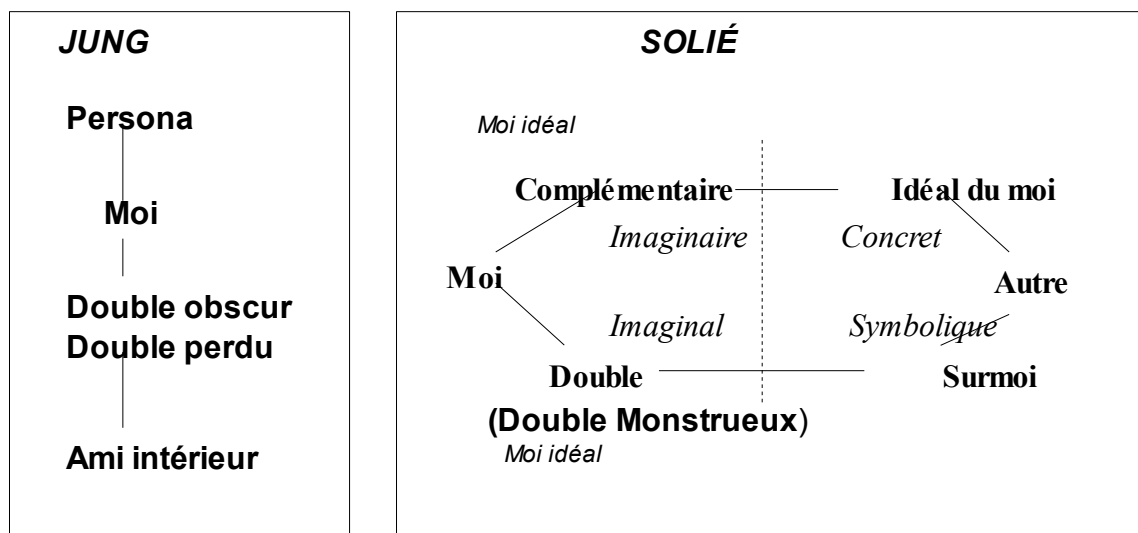 JUNG
Persona
Moi
Double obscur
Double perdu
Ami intérieur
SOLIÉ
Moi idéal
Complémentaire
Idéal du moi
Imaginaire
Concret
Moi
Autre
Imaginal
Symbolique
Double
Surmoi
(Double Monstrueux)
Moi idéal